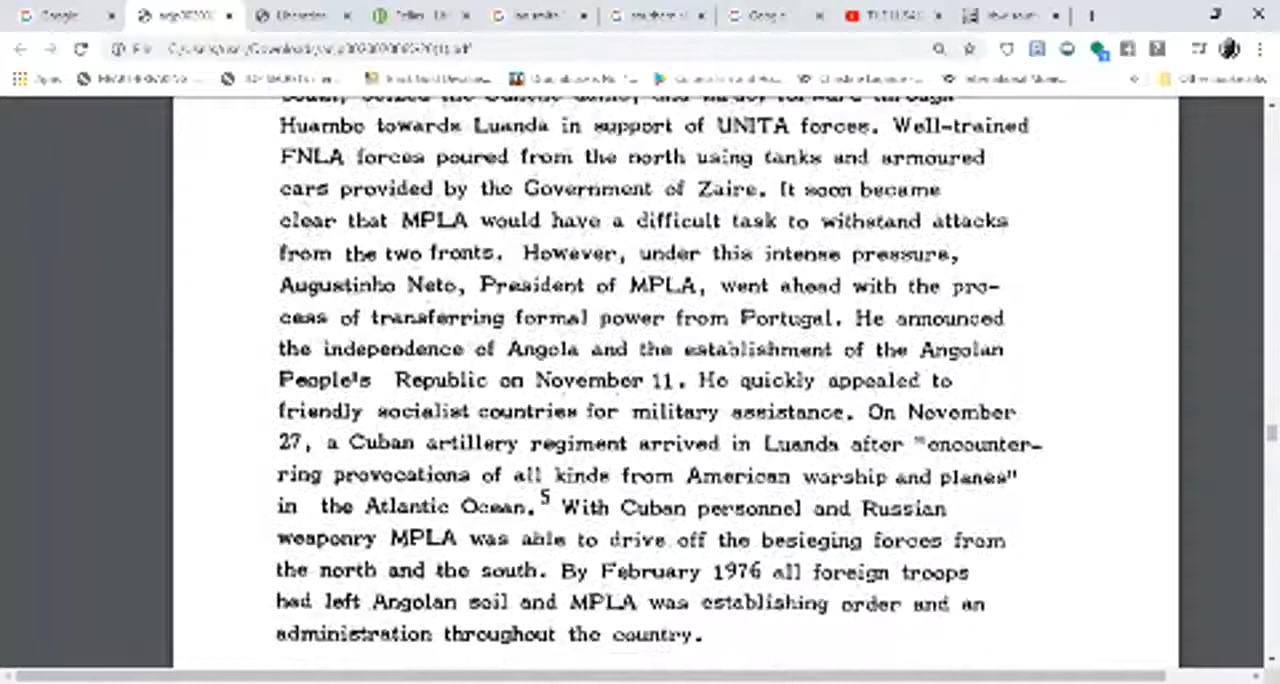 Google
File
Huambo towards Luanda in support of UNITA forces. Well-trained
FNLA forces poured from the north using tanks and armoured
cars provided by the Government of Zaire. It soon became
clear that MPLA would have a difficult task to withstand attacks
from the two fronts. However, under this intense pressure,
Augustinho Neto, President of MPLA, went ahead with the pro-
cess of transferring formal power from Portugal. He announced
the independence of Angola and the establishment of the Angolan
People's Republic on November 11. He quickly appealed to
friendly socialist countries for military assistance. On November
27, a Cuban artillery regiment arrived in Luanda after "encounter-
ring provocations of all kinds from American warship and planes"
in the Atlantic Ocean.5 With Cuban personnel and Russian
weaponry MPLA was able to drive off the besieging forces from
the north and the south. By February 1976 all foreign troops
had left Angolan soil and MPLA was establishing order and an
administration throughout the country.